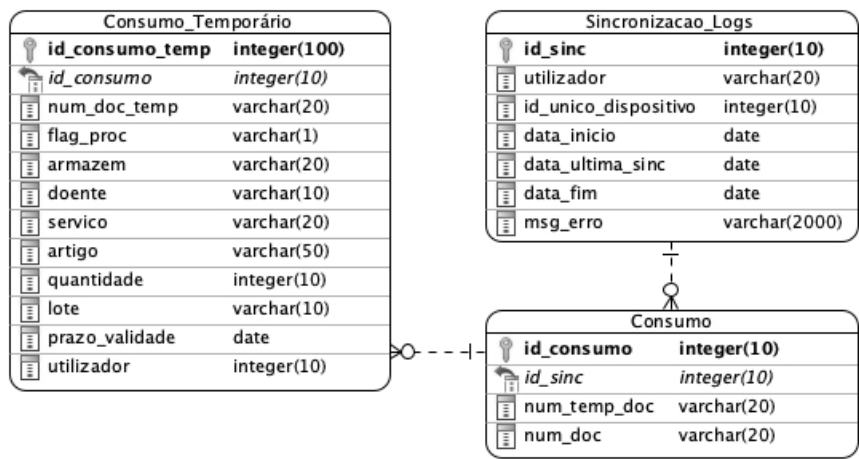 Consumo_Temporário
id_consumo_temp integer(100)
id_consumo integer(10)
num_doc_temp varchar(20)
flag_proc varchar(1)
armazem varchar(20)
doente varchar(10)
servico varchar(20)
artigo varchar(50)
quantidade integer(10)
lote varchar(10)
prazo_validade date
utilizador integer(10)
Sincronizacao_Logs
id_sinc integer(10)
utilizador varchar(20)
id_unico_dispositivo integer(10)
data_inicio date
data_ultima_sinc date
data_fim date
msg_erro varchar(2000)
Consumo
id_consumo integer(10)
id_sinc integer(10)
num_temp_doc varchar(20)
num_doc varchar(20)